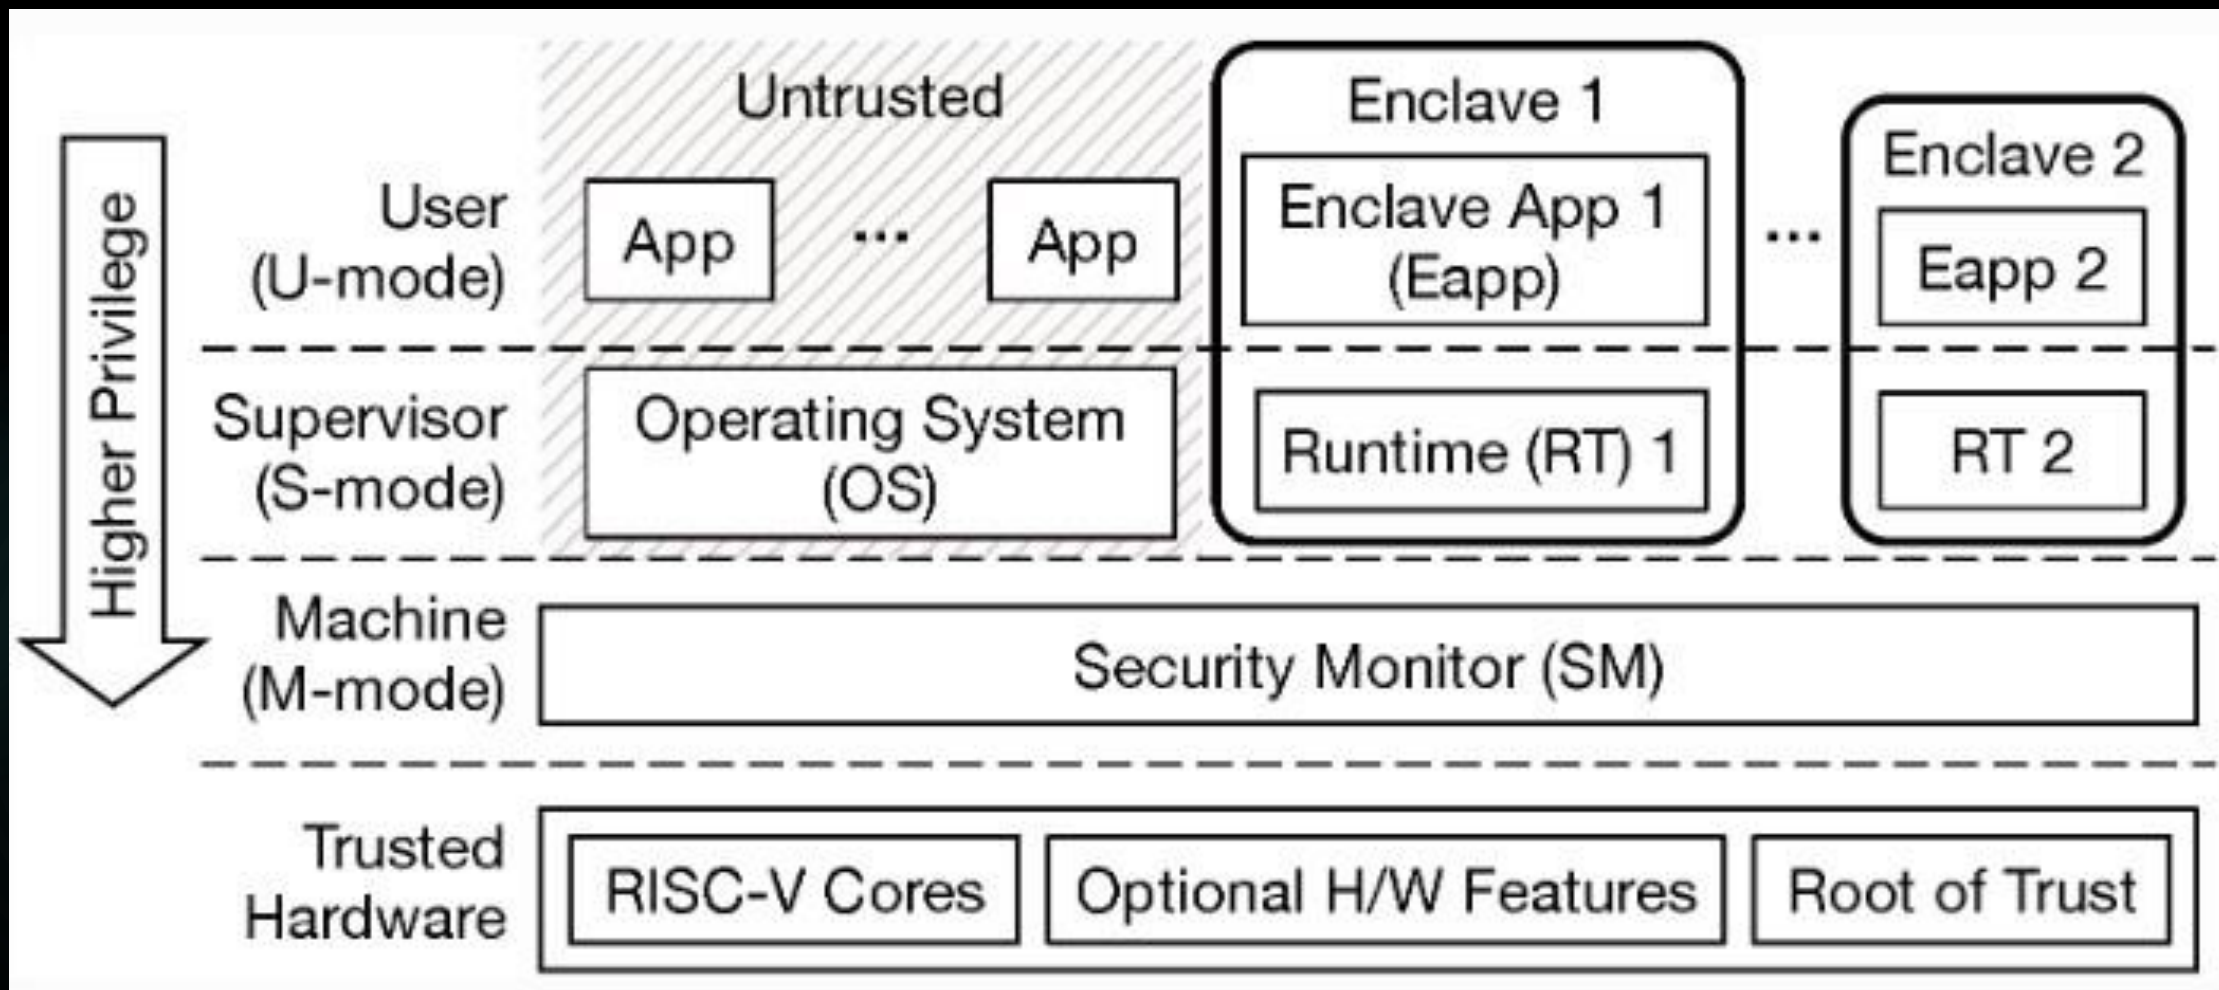 Untrusted
Enclave 1
Enclave 2
Higher Privilege
User
(U-mode)
App
...
App
Enclave App 1
(Eapp)
...
Eapp 2
Supervisor
(S-mode)
Operating System
(OS)
Runtime (RT) 1
RT 2
Machine
(M-mode)
Security Monitor (SM)
Trusted
Hardware
RISC-V Cores
Optional H/W Features
Root of Trust